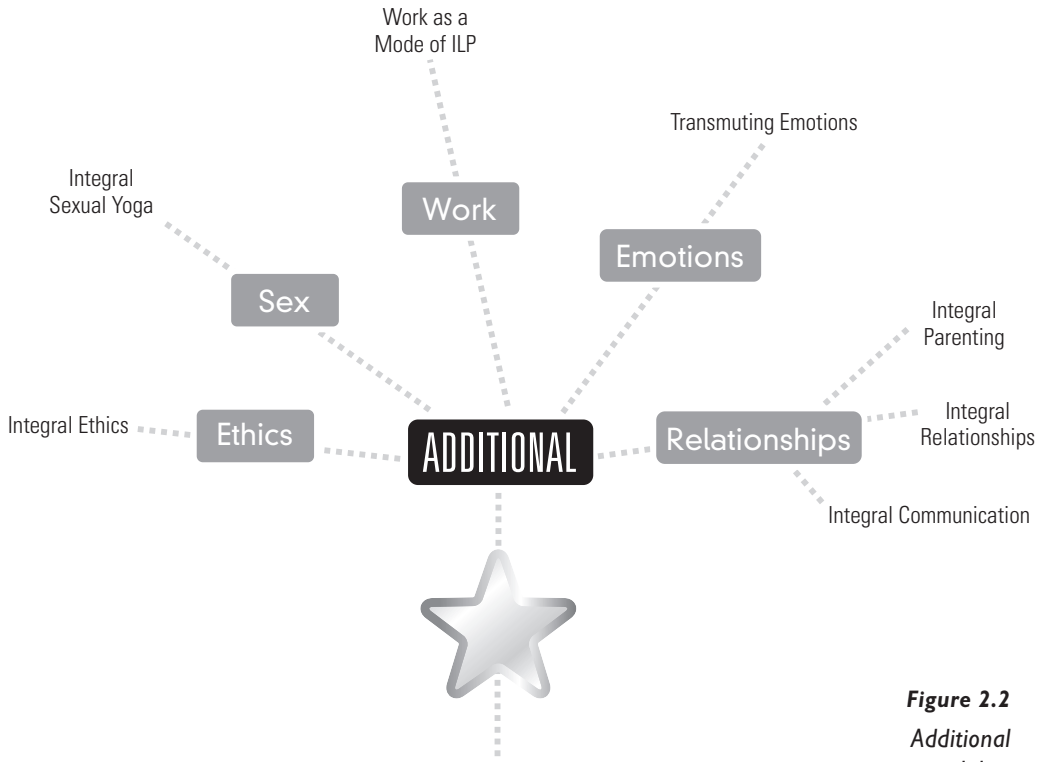 Work as a
Mode of ILP
Transmuting Emotions
Integral
Sexual Yoga
Work
Emotions
Sex
Integral
Parenting
Integral Ethics
Ethics
ADDITIONAL
Relationships
Integral
Relationships
Integral Communication
Figure 2.2
Additional